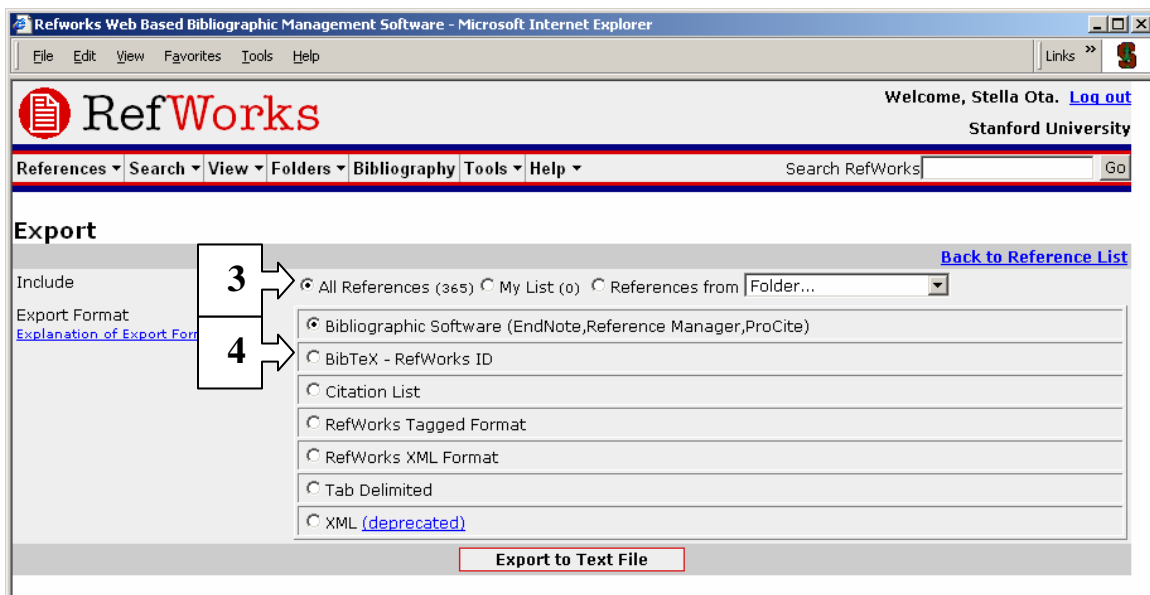 Refworks Web Based Bibliographic Management Software - Microsoft Internet Explorer
File Edit View Favorites Tools Help Links »
RefWorks
Welcome, Stella Ota. Log out
Stanford University
References Search View Folders Bibliography Tools Help Search RefWorks Go
Export
Back to Reference List
Include 3 All References (365) My List (0) References from Folder...
Export Format
Explanation of Export
4
Bibliographic Software (EndNote,Reference Manager,ProCite)
BibTeX - RefWorks ID
Citation List
RefWorks Tagged Format
RefWorks XML Format
Tab Delimited
XML (deprecated)
Export to Text File